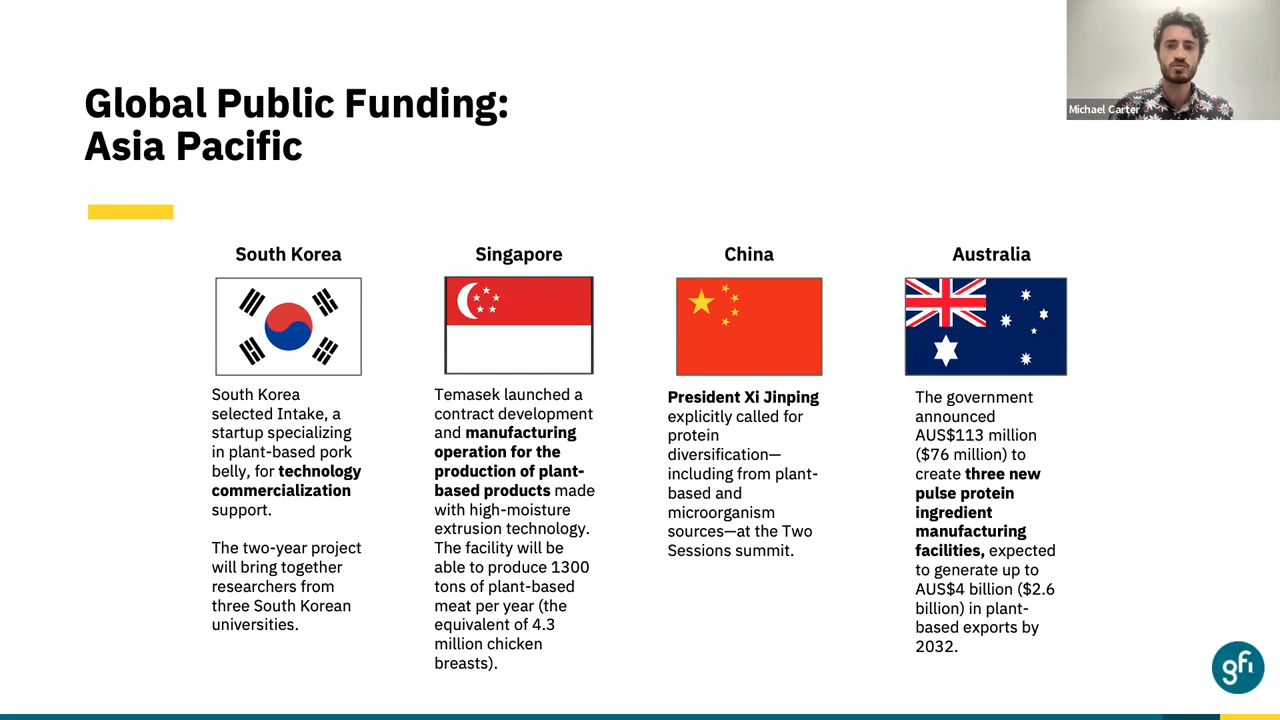 Michael Carter
Global Public Funding:
Asia Pacific
South Korea
South Korea
selected Intake, a
startup specializing
in plant-based pork
belly, for technology
commercialization
support.
The two-year project
will bring together
researchers from
three South Korean
universities.
Singapore
Temasek launched a
contract development
and manufacturing
operation for the
production of plant-
based products made
with high-moisture
extrusion technology.
The facility will be
able to produce 1300
tons of plant-based
meat per year (the
equivalent of 4.3
million chicken
breasts).
China
President Xi Jinping
explicitly called for
protein
diversification—
including from plant-
based and
microorganism
sources—at the Two
Sessions summit.
Australia
The government
announced
AUS$113 million
($76 million) to
create three new
pulse protein
ingredient
manufacturing
facilities, expected
to generate up to
AUS$4 billion ($2.6
billion) in plant-
based exports by
2032.
gfi